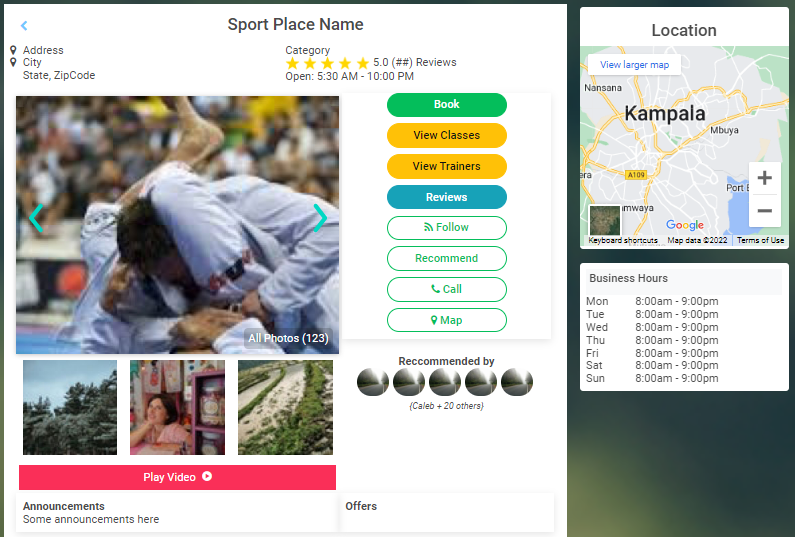 Sport Place Name
Address
City
State, ZipCode
Category
5.0 (##) Reviews
Open: 5:30 AM - 10:00 PM
Book
View Classes
View Trainers
Reviews
Follow
Recommend
Call
Map
All Photos (123)
Reccommended by
{Caleb + 20 others}
Play Video
Announcements
Some announcements here
Offers
Location
View larger map
Nansana
Kampala
Mbuya
A109
era
Port B
mwaya
Google
Keyboard shortcuts
Map data ©2022
Terms of Use
Business Hours
Mon 8:00am - 9:00pm
Tue 8:00am - 9:00pm
Wed 8:00am - 9:00pm
Thu 8:00am - 9:00pm
Fri 8:00am - 9:00pm
Sat 8:00am - 9:00pm
Sun 8:00am - 9:00pm